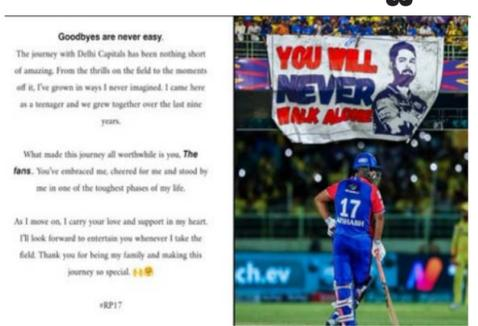 Goodbyes are never easy.
The journey with Delhi Capitals has been nothing short
of amazing. From the thrills on the field to the moments
off it, I've grown in ways I never imagined. I came here
as a teenager and we grew together over the last nine
years.
What made this journey all worthwhile is you, The
fans. You've embraced me, cheered for me and stood by
me in one of the toughest phases of my life.
As I move on, I carry your love and support in my heart.
I'll look forward to entertain you whenever I take the
field. Thank you for being my family and making this
journey so special. 🙌🤗
#RP17
YOU WILL
NEVER
WALK ALONE
17
RISHABH
ch.ev